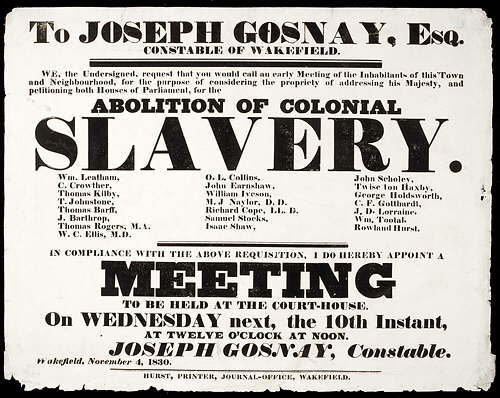 To JOSEPH GOSNAY, Esq.
CONSTABLE OF WAKEFIELD.
WE, the Undersigned, request that you would call an early Meeting of the Inhabitants of this Town
and Neighbourhood, for the purpose of considering the propriety of addressing his Majesty, and
petitioning both Houses of Parliament, for the
ABOLITION OF COLONIAL
SLAVERY.
Wm. Leatham,
C. Crowther,
Thomas Kilby,
T. Johnstone,
Thomas Barff,
J. Barthrop,
Thomas Rogers, M.A.
W. C. Ellis, M.D.
O. L. Collins,
John Earnshaw,
William Iveson,
M. J Naylor, D. D.
Richard Cope, LL. D.
Samuel Stocks,
Isaac Shaw,
John Scholey,
Twisleton Haxby,
George Holdsworth,
C. F. Gotthardt,
J. D. Lorraine,
Wm. Tootal,
Rowland Hurst.
IN COMPLIANCE WITH THE ABOVE REQUISITION, I DO HEREBY APPOINT A
MEETING
TO BE HELD AT THE COURT-HOUSE,
On WEDNESDAY next, the 10th Instant,
AT TWELVE O'CLOCK AT NOON.
JOSEPH GOSNAY, Constable.
Wakefield, November 4, 1830.
HURST, PRINTER, JOURNAL-OFFICE, WAKEFIELD.